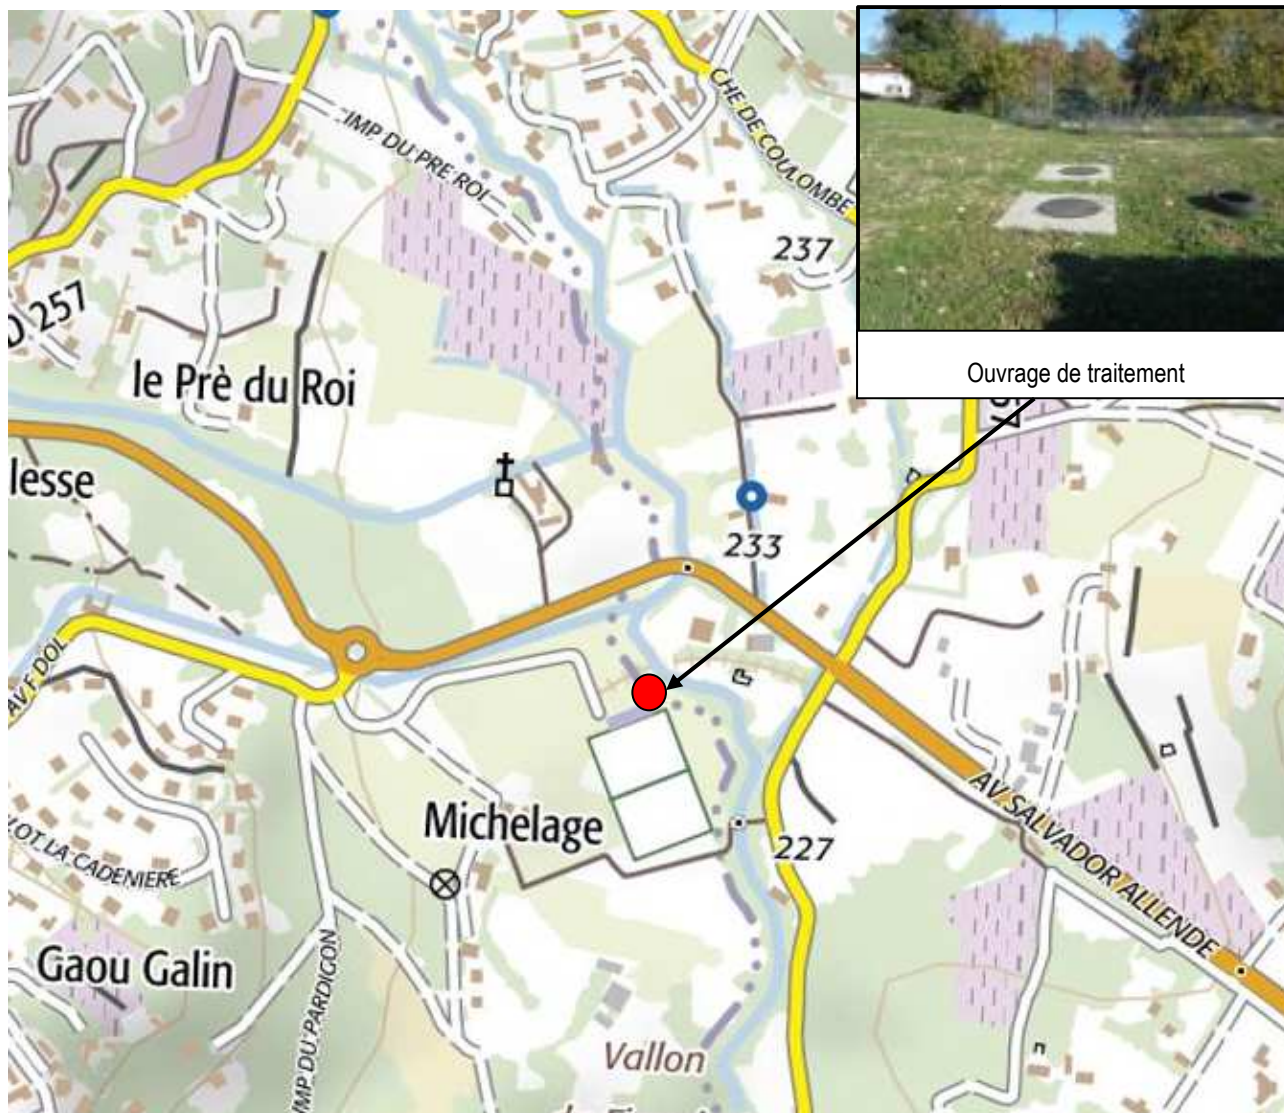 IMP DU PRE ROI
CHE DE COULOMBE
237
D 257
le Prè du Roi
Ouvrage de traitement
lesse
233
AV F DOL
Michelage
227
AV SALVADOR ALLENDE
LOT LA CADENIERE
Gaou Galin
IMP DU PARDIGON
Vallon